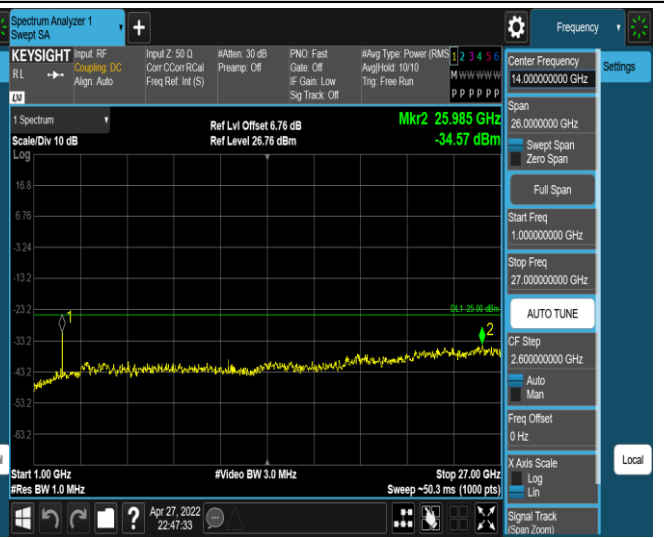 Spectrum Analyzer 1
Swept SA
+
Frequency
KEYSIGHT
RL
LXI
Input: RF
Coupling: DC
Align: Auto
Input Z: 50 Ω
Corr CCorr RCal
Freq Ref: Int (S)
#Atten: 30 dB
Preamp: Off
PNO: Fast
Gate: Off
IF Gain: Low
Sig Track: Off
#Avg Type: Power (RMS
Avg|Hold: 10/10
Trig: Free Run
1 2 3 4 5 6
M W W W W W
P P P P P P
1 Spectrum
Scale/Div 10 dB
Ref Lvl Offset 6.76 dB
Ref Level 26.76 dBm
Mkr2 25.985 GHz
-34.57 dBm
Log
16.8
6.76
-3.24
-13.2
-23.2
-33.2
-43.2
-53.2
-63.2
DL1 -25.00 dBm
1
2
Start 1.00 GHz
#Res BW 1.0 MHz
#Video BW 3.0 MHz
Stop 27.00 GHz
Sweep ~50.3 ms (1000 pts)
?
Apr 27, 2022
22:47:33
Center Frequency
14.000000000 GHz
Span
26.0000000 GHz
Swept Span
Zero Span
Full Span
Start Freq
1.000000000 GHz
Stop Freq
27.000000000 GHz
AUTO TUNE
CF Step
2.600000000 GHz
Auto
Man
Freq Offset
0 Hz
X Axis Scale
Log
Lin
Signal Track
(Span Zoom)
Settings
Local